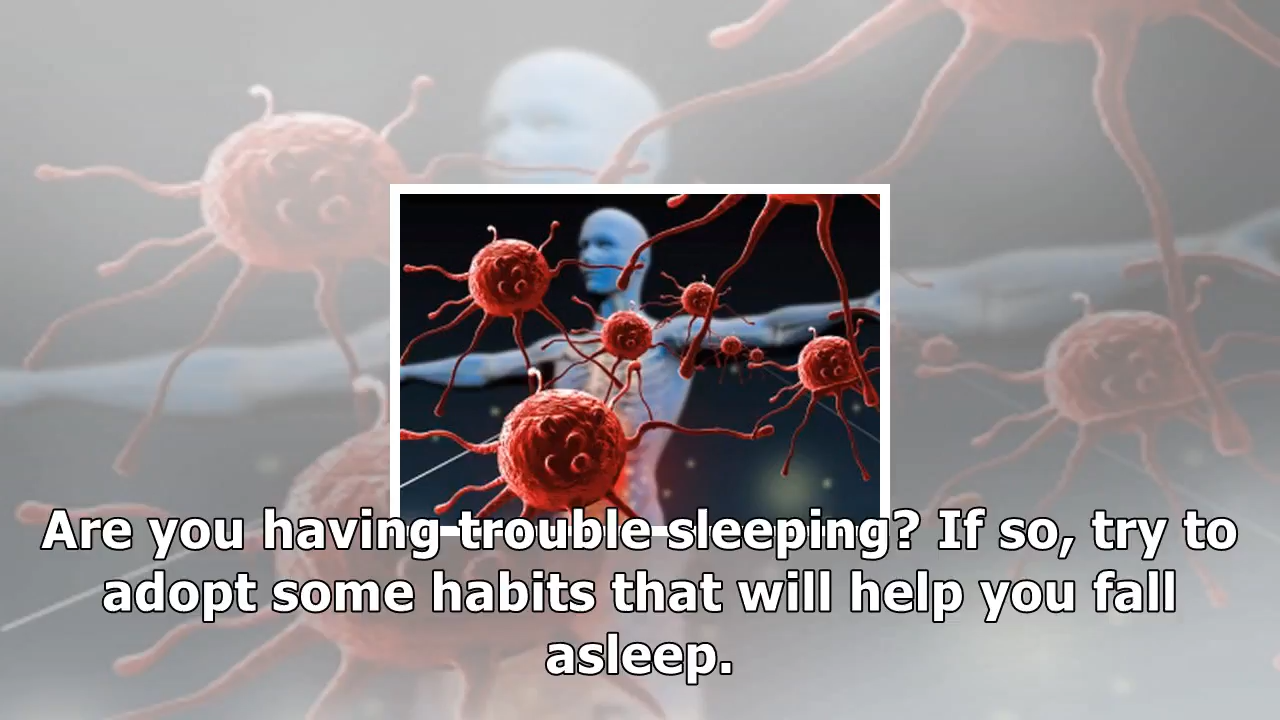 Are you having trouble sleeping? If so, try to
adopt some habits that will help you fall
asleep.